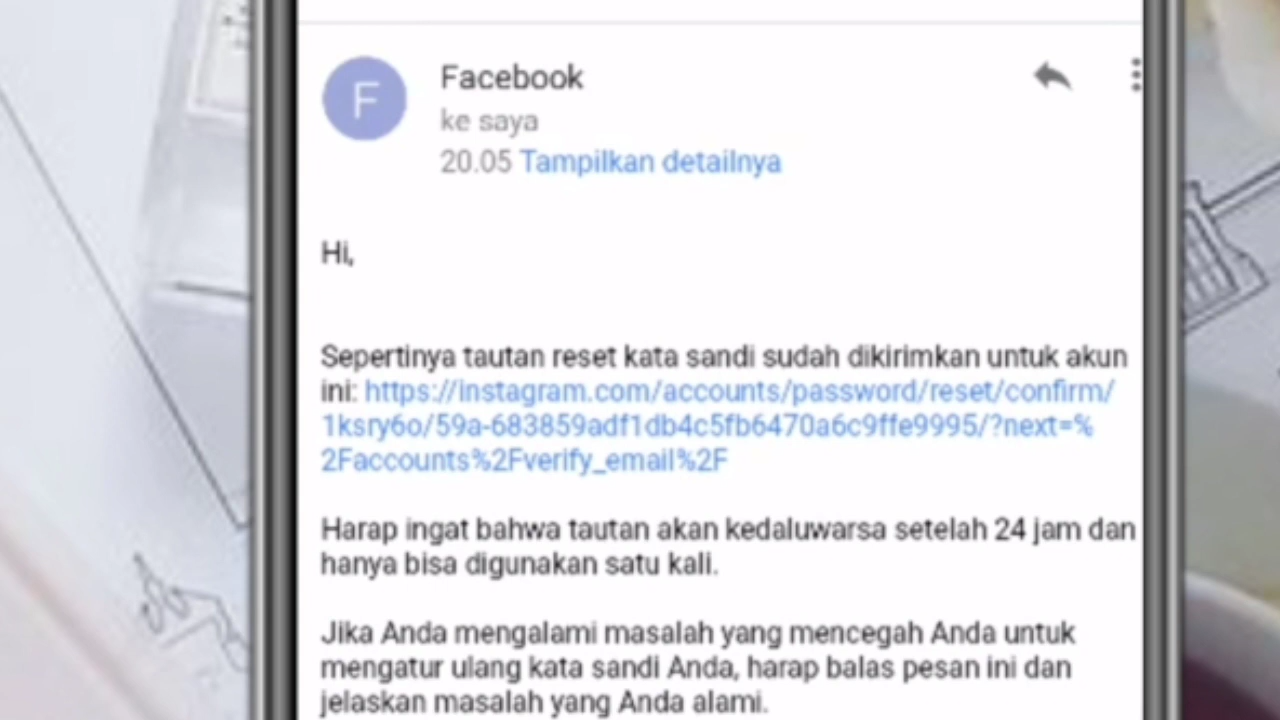 F
Facebook
ke saya
20.05 Tampilkan detailnya
Hi,
Sepertinya tautan reset kata sandi sudah dikirimkan untuk akun
ini: https://instagram.com/accounts/password/reset/confirm/
1ksry6o/59a-683859adf1db4c5fb6470a6c9ffe9995/?next=%
2Faccounts%2Fverify_email%2F
Harap ingat bahwa tautan akan kedaluwarsa setelah 24 jam dan
hanya bisa digunakan satu kali.
Jika Anda mengalami masalah yang mencegah Anda untuk
mengatur ulang kata sandi Anda, harap balas pesan ini dan
jelaskan masalah yang Anda alami.